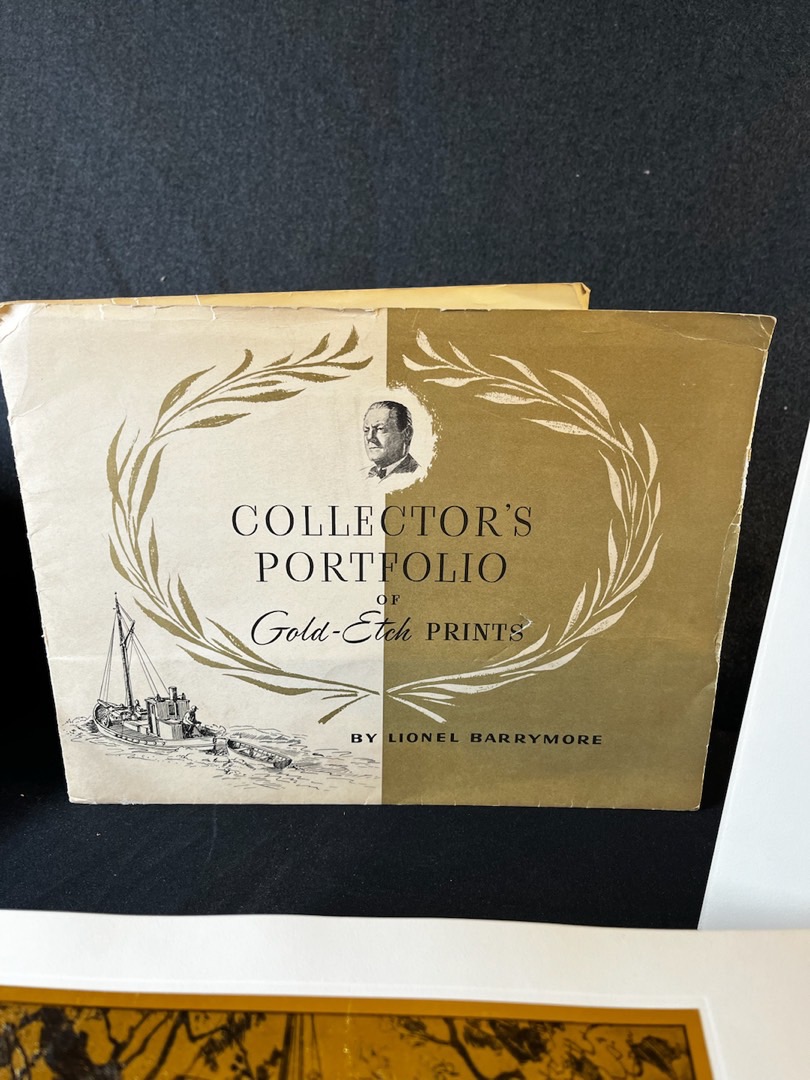 COLLECTOR'S
PORTFOLIO
OF
Gold-Etch PRINTS
BY LIONEL BARRYMORE